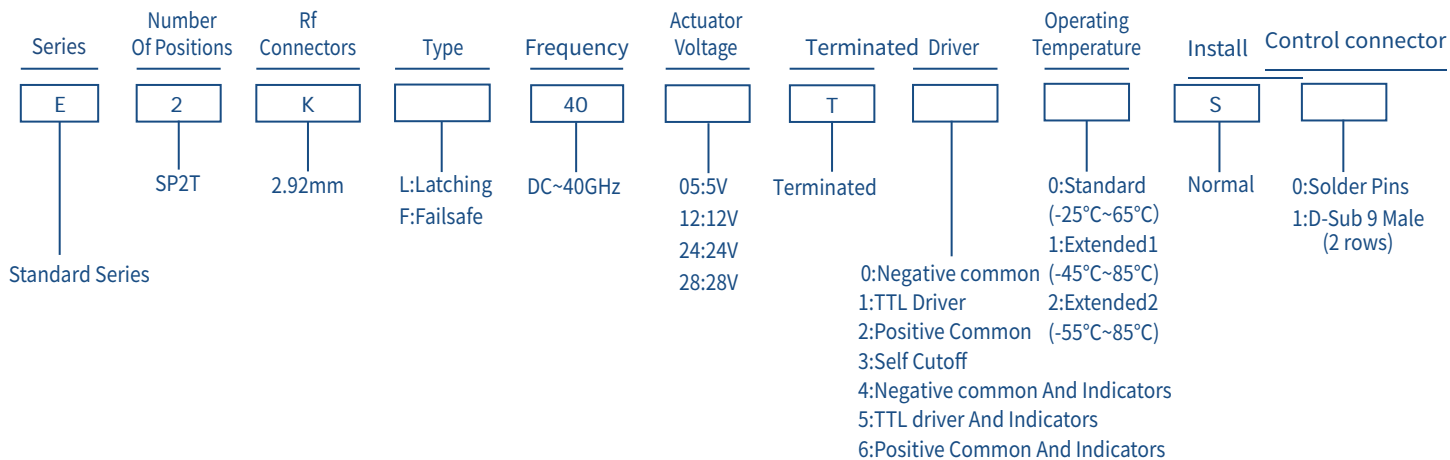 Series
Number
Of Positions
Rf
Connectors
Type
Frequency
Actuator
Voltage
Terminated
Driver
Operating
Temperature
Install
Control connector
E
2
K
40
T
S
Standard Series
SP2T
2.92mm
L:Latching
F:Failsafe
DC~40GHz
05:5V
12:12V
24:24V
28:28V
Terminated
0:Negative common
1:TTL Driver
2:Positive Common
3:Self Cutoff
4:Negative common And Indicators
5:TTL driver And Indicators
6:Positive Common And Indicators
0:Standard
(-25°C~65°C)
1:Extended1
(-45°C~85°C)
2:Extended2
(-55°C~85°C)
Normal
0:Solder Pins
1:D-Sub 9 Male
(2 rows)